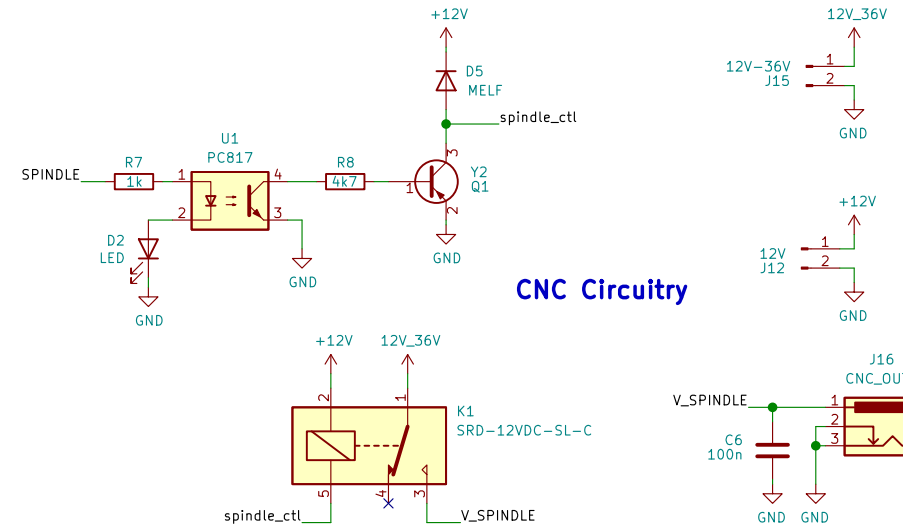 +12V
12V_36V
D5
MELF
12V-36V
J15
1
2
GND
spindle_ctl
3
U1
PC817
SPINDLE
R7
1k
1
4
R8
4k7
1
Y2
Q1
2
2
3
GND
D2
LED
GND
GND
+12V
12V
J12
1
2
GND
CNC Circuitry
+12V
12V_36V
2
1
K1
SRD-12VDC-SL-C
5
4
3
spindle_ctl
V_SPINDLE
J16
CNC_OU
V_SPINDLE
1
2
3
C6
100n
GND
GND